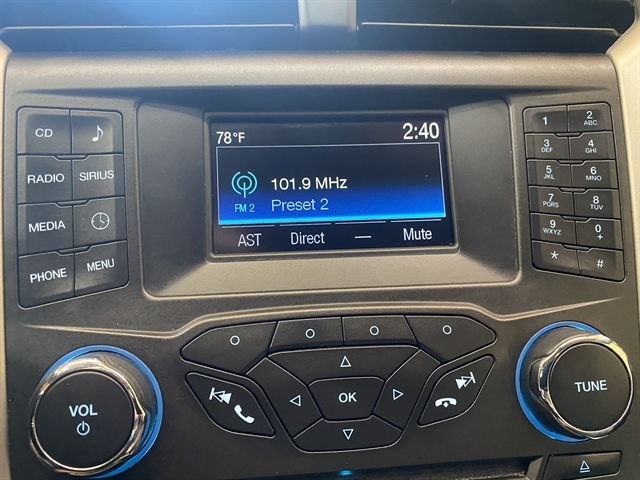 78°F 2:40
101.9 MHz
FM 2 Preset 2
AST Direct — Mute
CD
RADIO SIRIUS
MEDIA
PHONE MENU
1 2 ABC
3 DEF 4 GHI
5 JKL 6 MNO
7 PQRS 8 TUV
9 WXYZ 0 +
* #
VOL
OK
TUNE